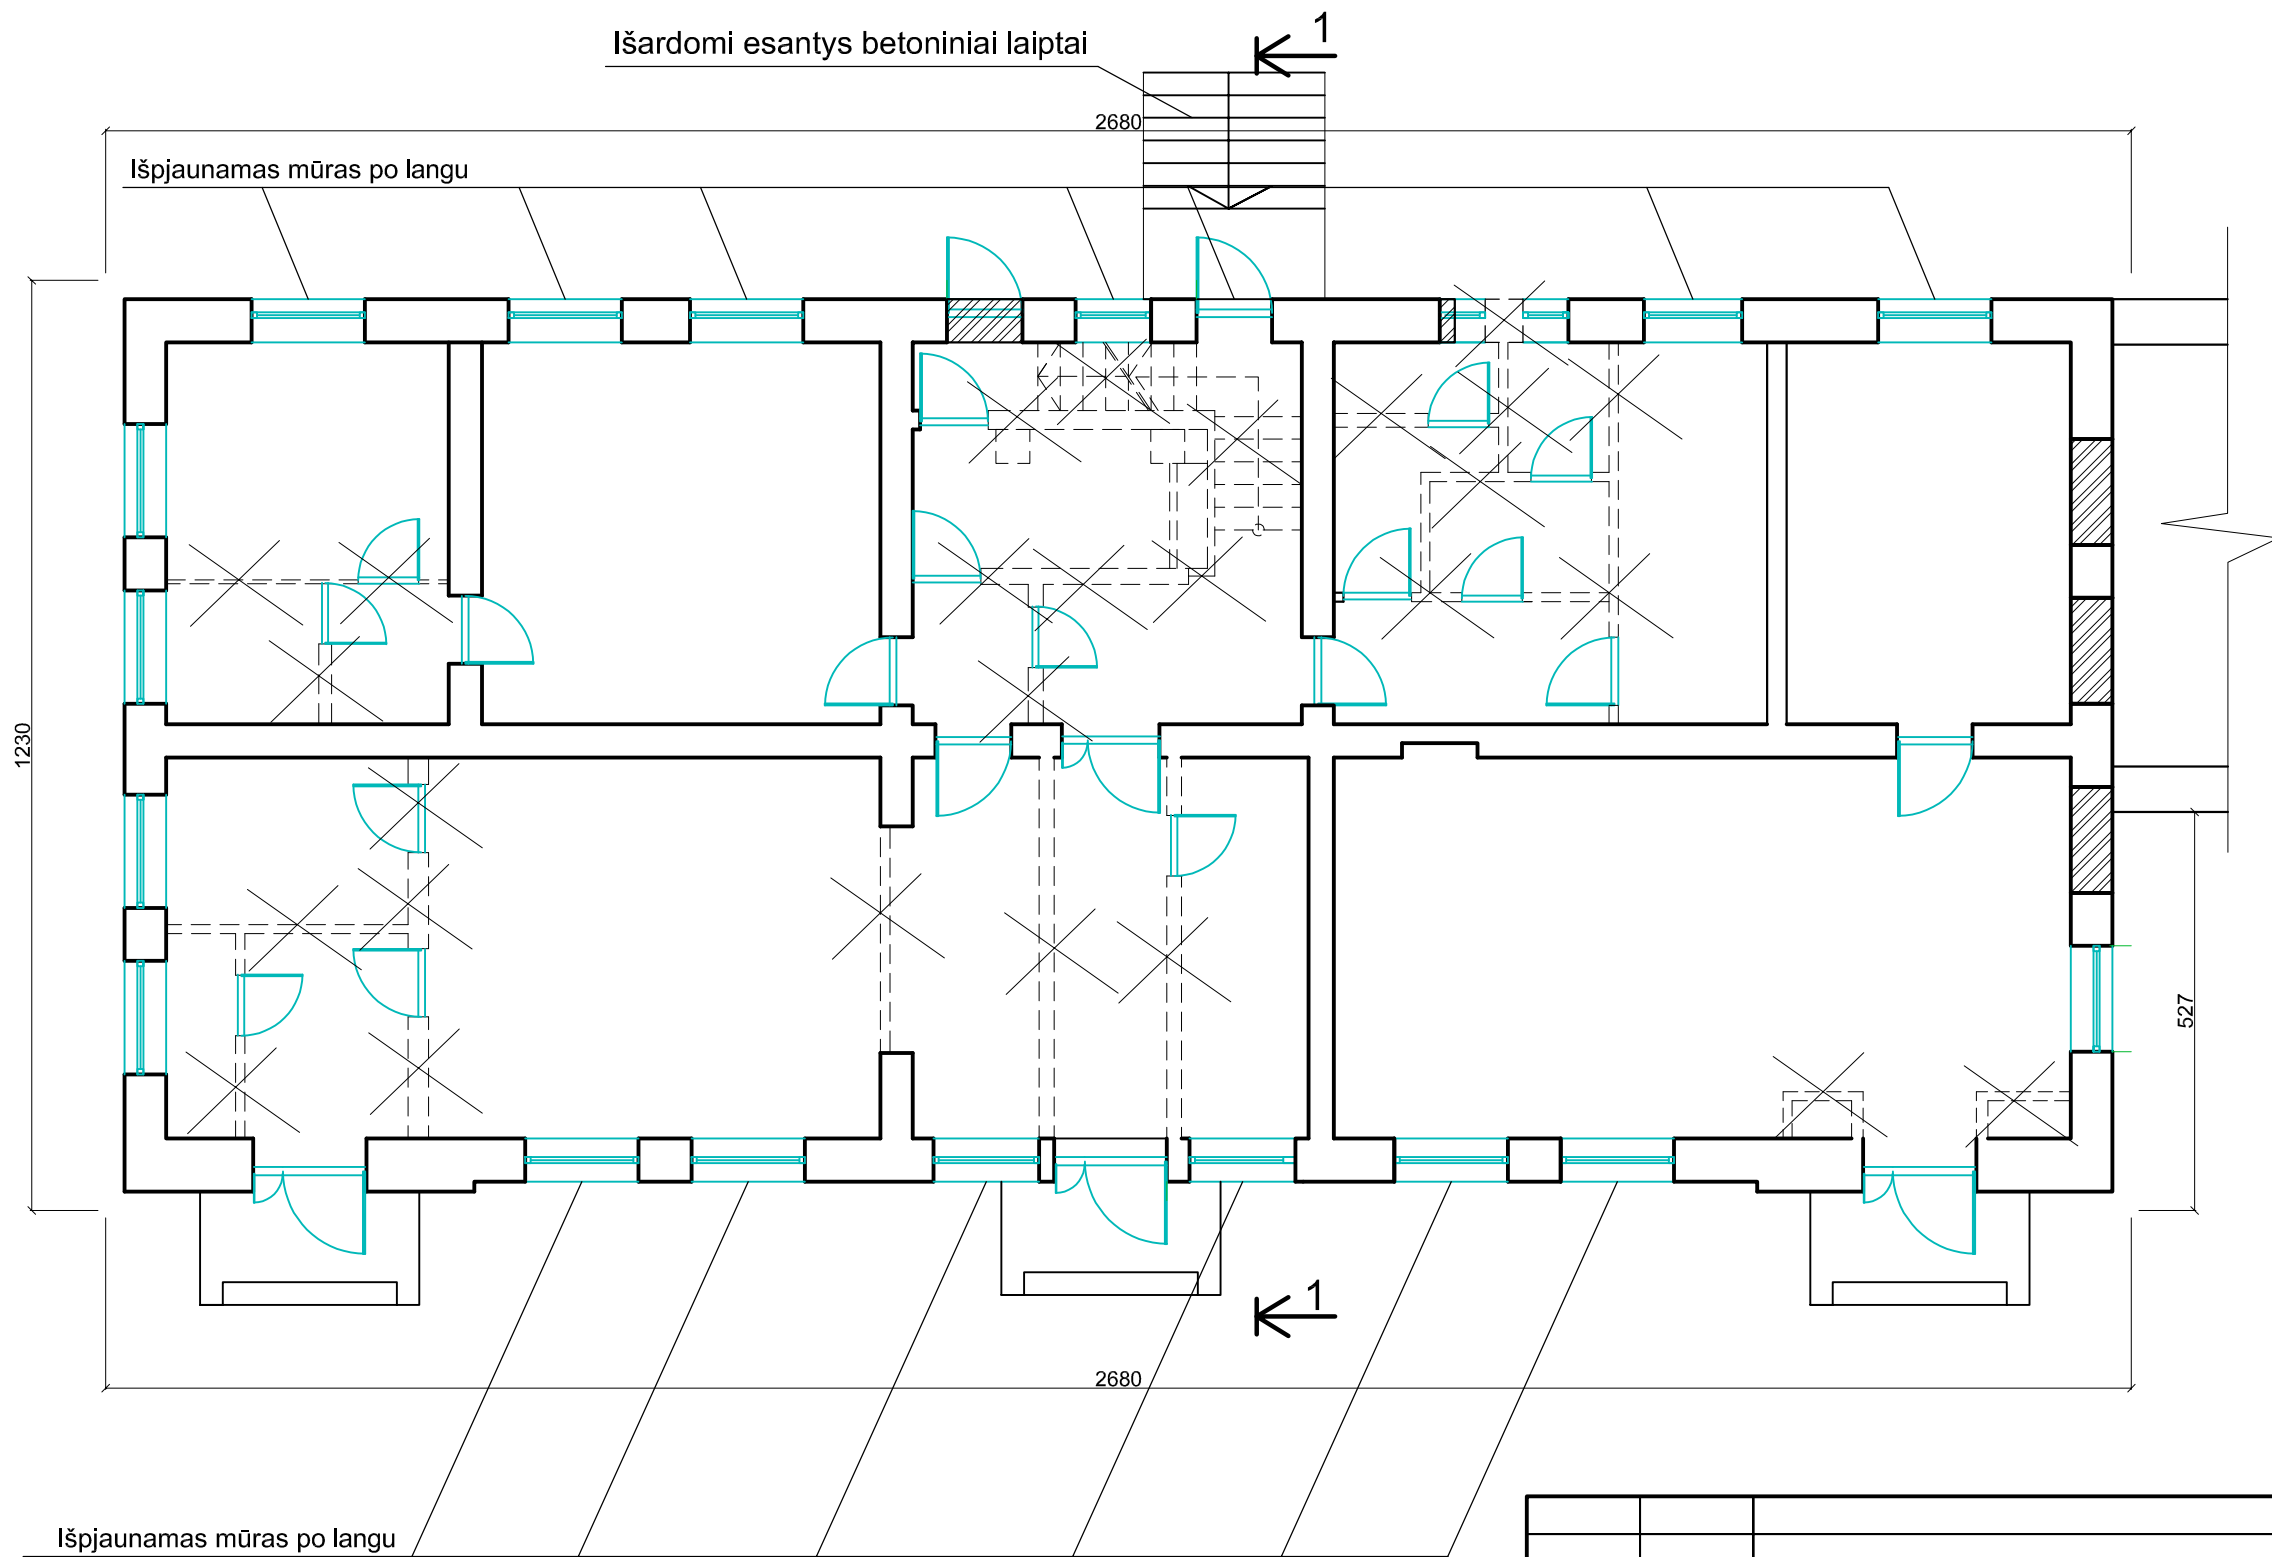 Išardomi esantys betoniniai laiptai
1
2680
Išpjaunamas mūras po langu
1230
527
1
2680
Išpjaunamas mūras po langu